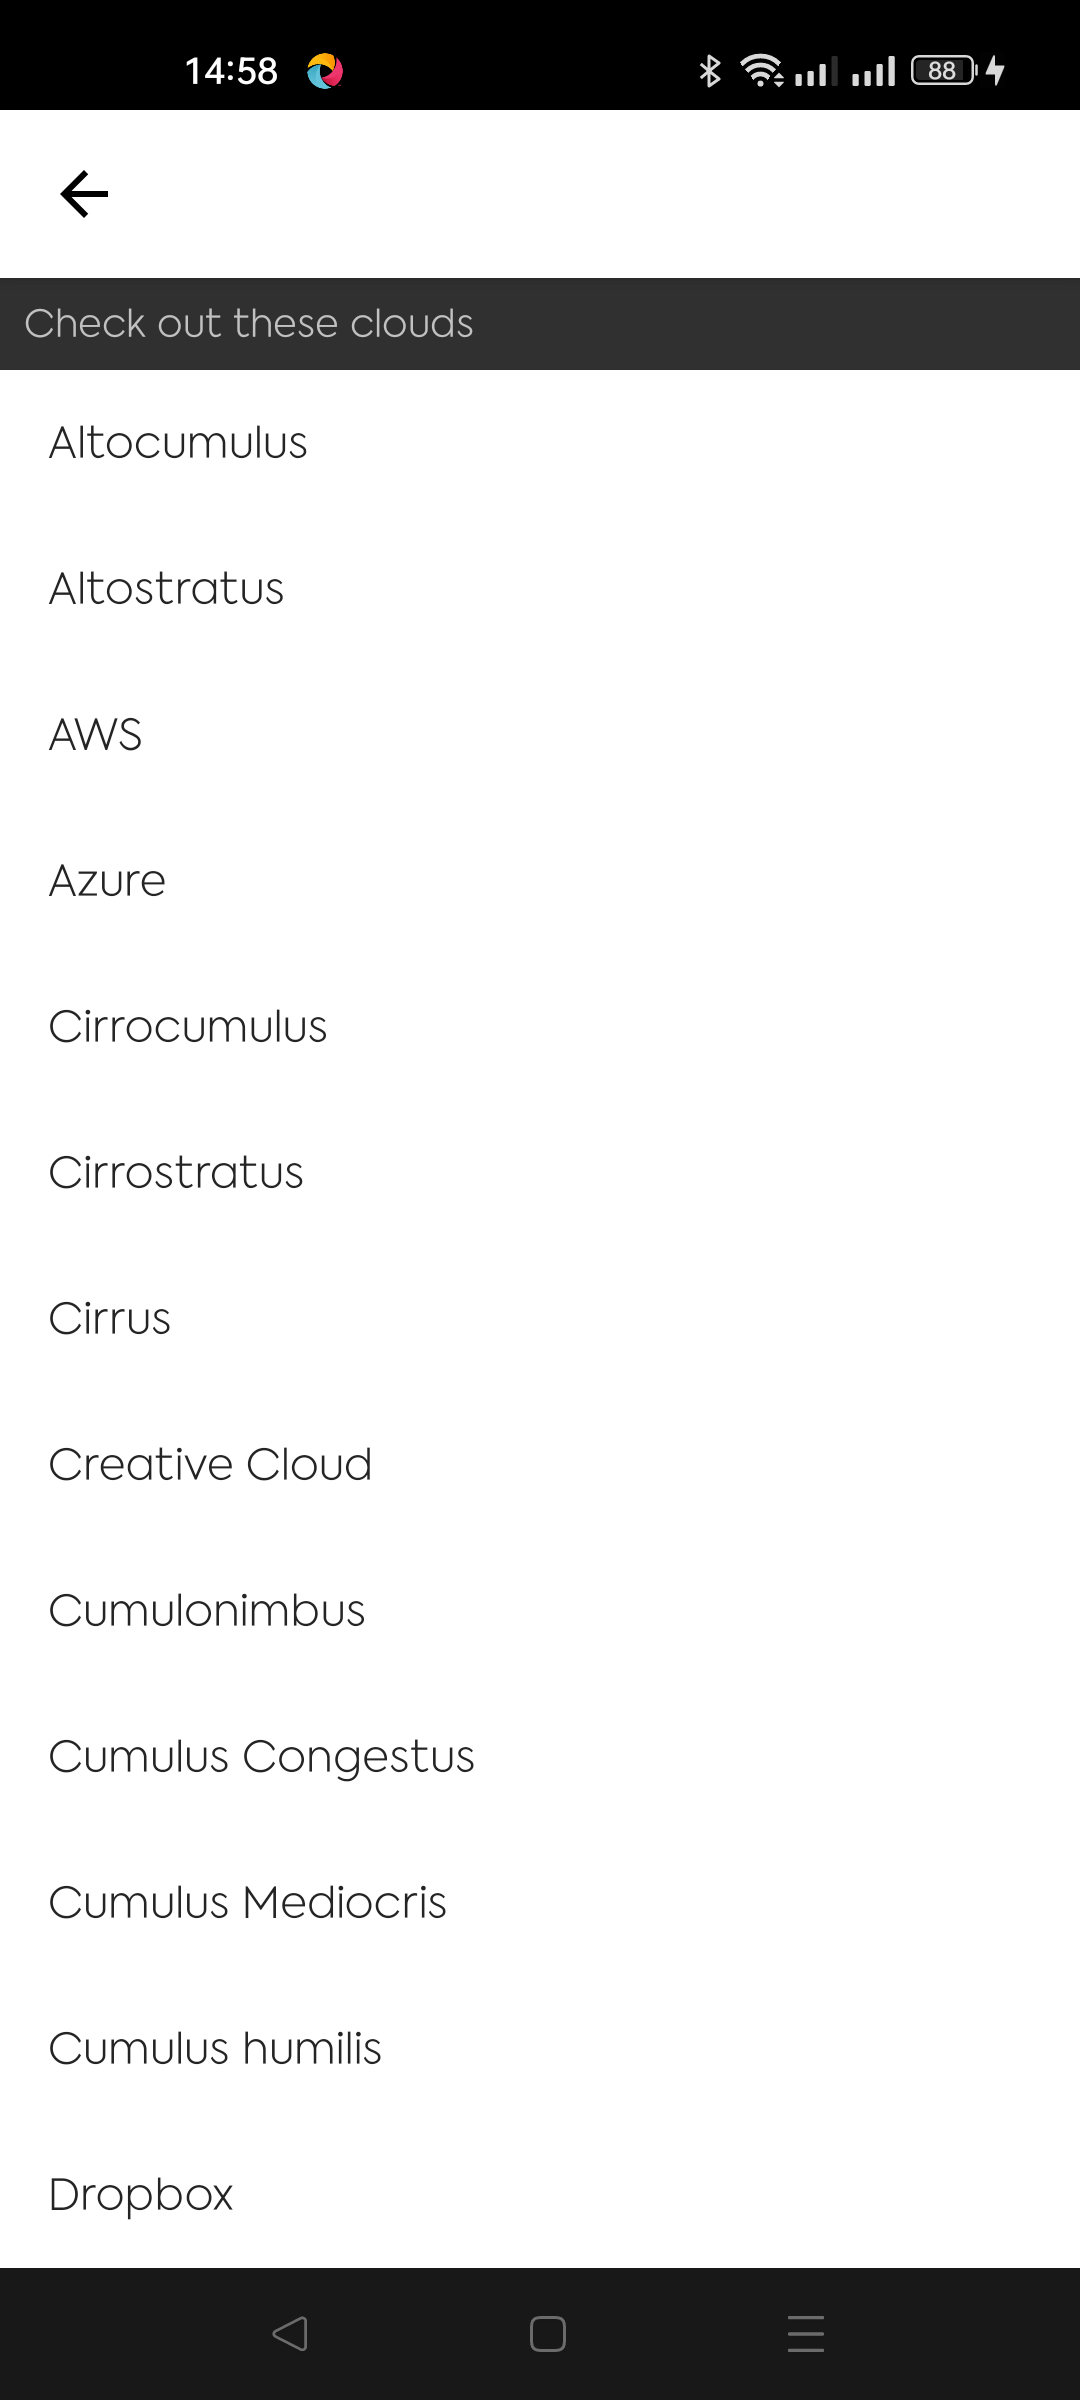 14:58
88
Check out these clouds
Altocumulus
Altostratus
AWS
Azure
Cirrocumulus
Cirrostratus
Cirrus
Creative Cloud
Cumulonimbus
Cumulus Congestus
Cumulus Mediocris
Cumulus humilis
Dropbox